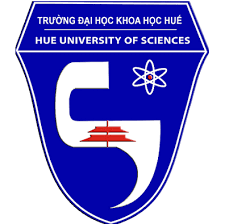 TRƯỜNG ĐẠI HỌC KHOA HỌC HUẾ
HUE UNIVERSITY OF SCIENCES